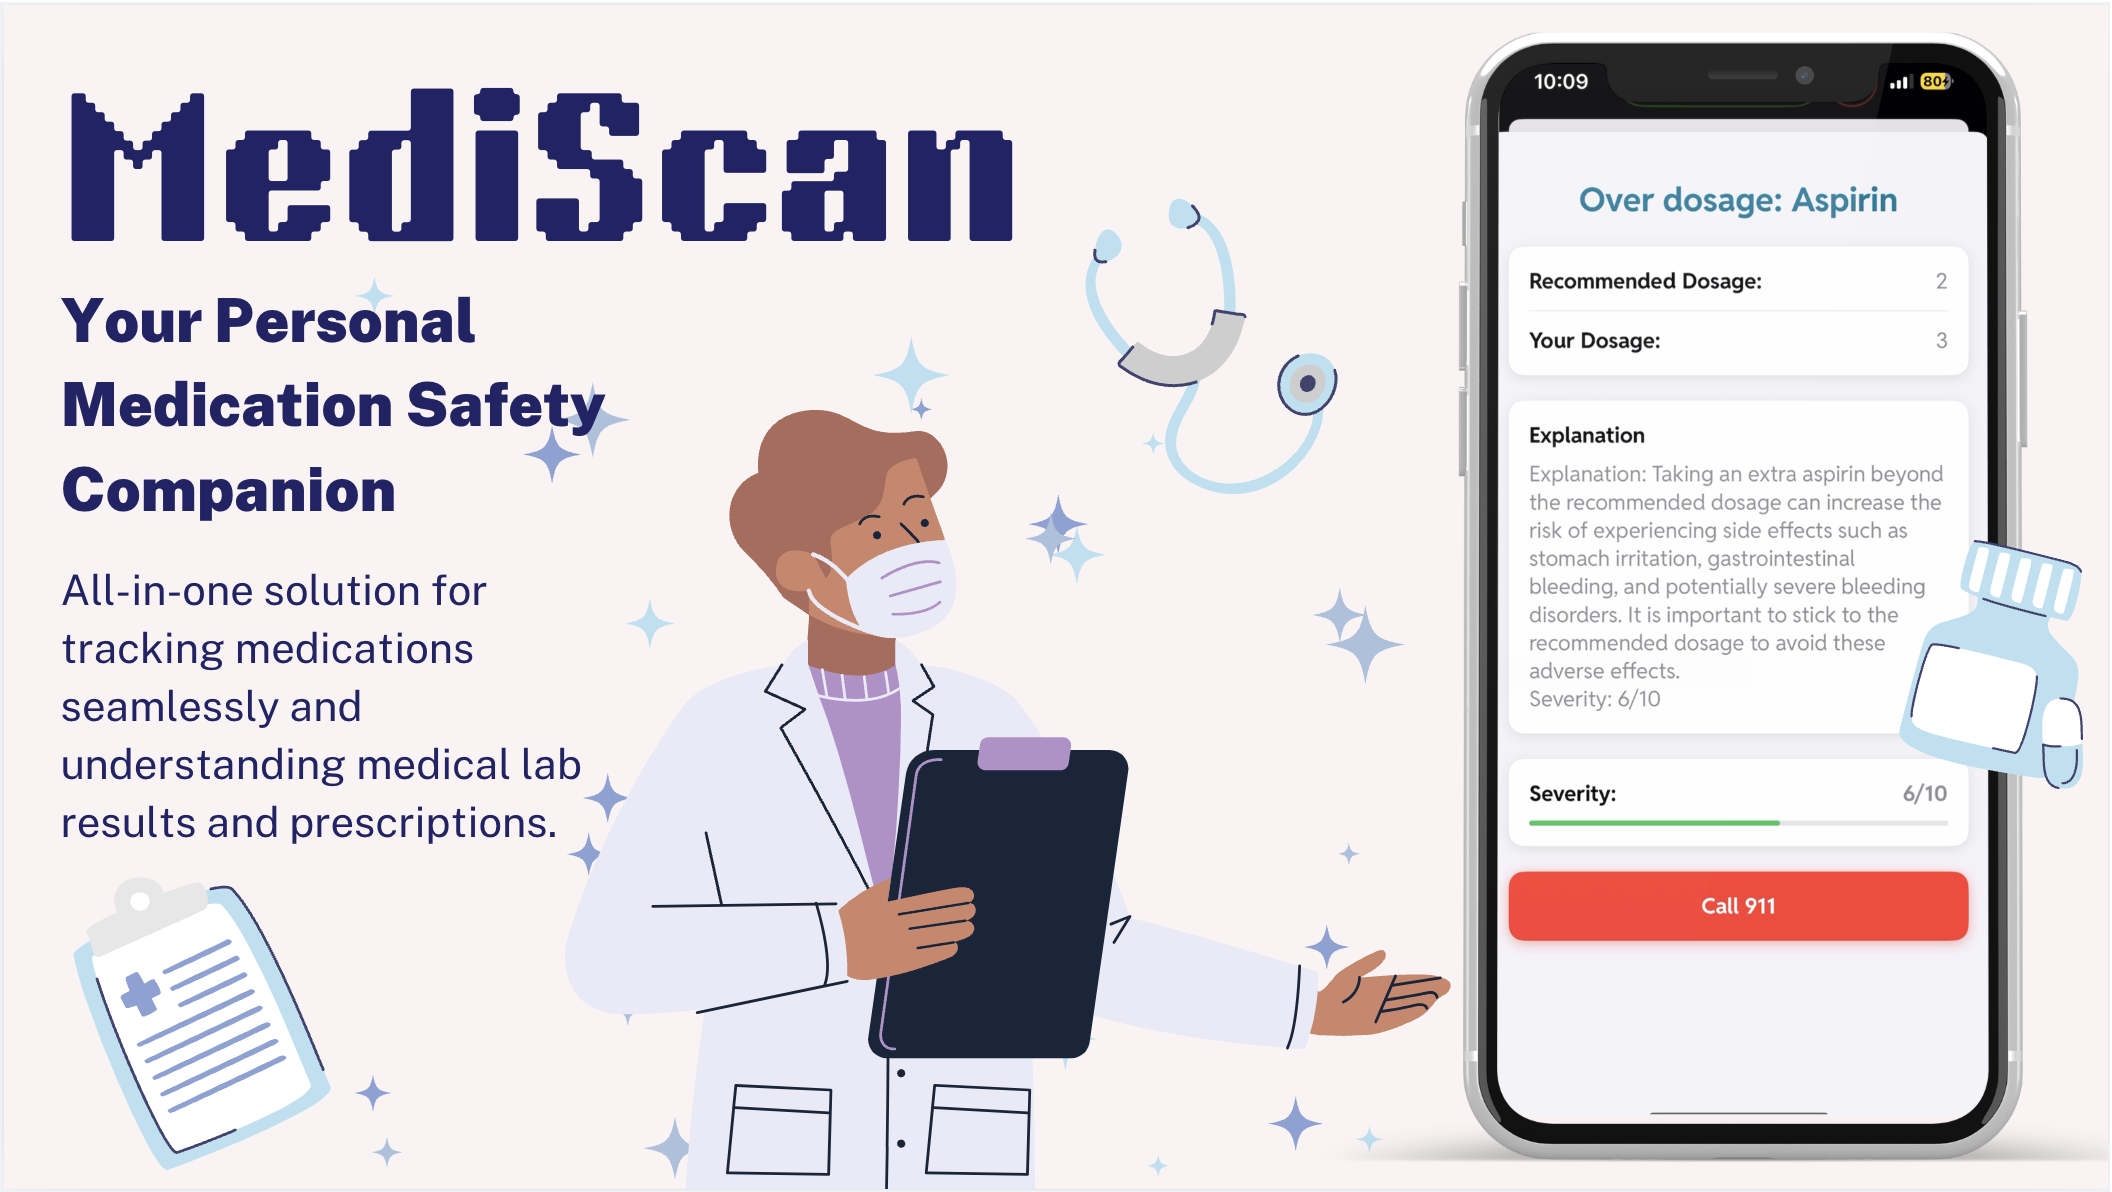 MediScan
Your Personal
Medication Safety
Companion
All-in-one solution for
tracking medications
seamlessly and
understanding medical lab
results and prescriptions.
10:09
80
Over dosage: Aspirin
Recommended Dosage: 2
Your Dosage: 3
Explanation
Explanation: Taking an extra aspirin beyond
the recommended dosage can increase the
risk of experiencing side effects such as
stomach irritation, gastrointestinal
bleeding, and potentially severe bleeding
disorders. It is important to stick to the
recommended dosage to avoid these
adverse effects.
Severity: 6/10
Severity: 6/10
Call 911